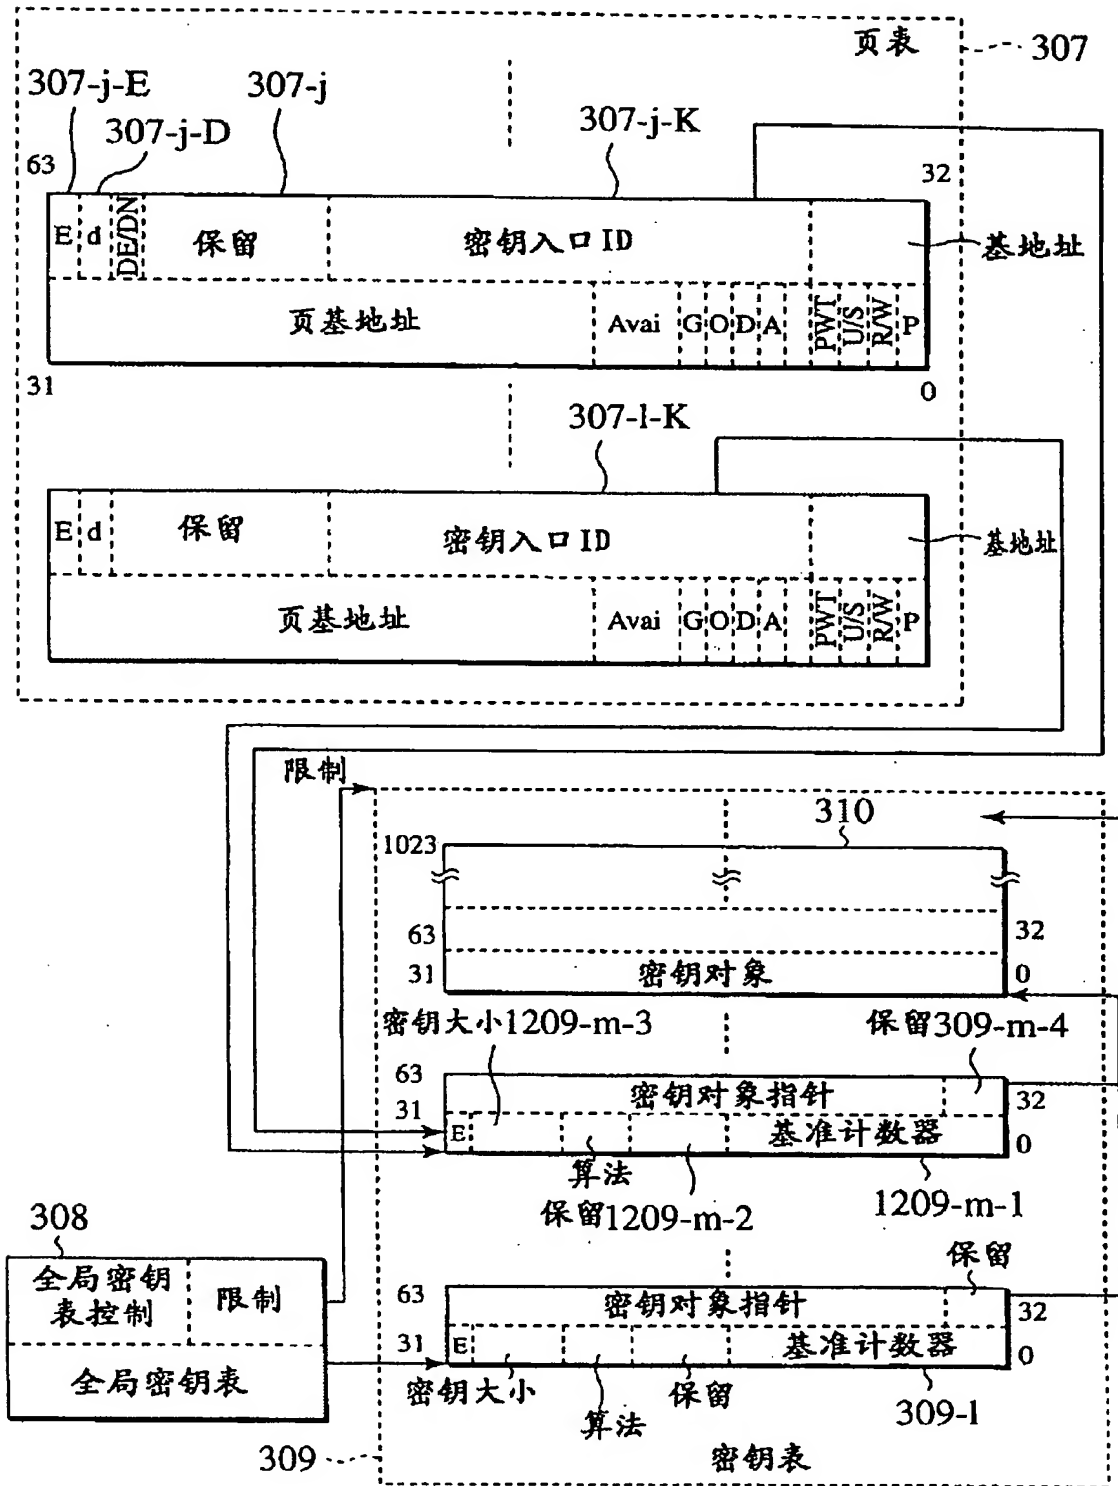 页表
307
307-j-E
307-j
307-j-D
307-j-K
63
32
E
d
DE/DN
保留
密钥入口ID
基地址
页基地址
Avai
G
O
D
A
PWT
U/S
R/W
P
31
0
307-l-K
E
d
保留
密钥入口ID
基地址
页基地址
Avai
G
O
D
A
PWT
U/S
R/W
P
限制
310
1023
63
32
31
密钥对象
0
密钥大小1209-m-3
保留309-m-4
63
密钥对象指针
32
31
E
基准计数器
0
算法
保留1209-m-2
1209-m-1
308
全局密钥
表控制
限制
全局密钥表
保留
63
密钥对象指针
32
31
E
基准计数器
0
密钥大小
算法
保留
309-l
309
密钥表